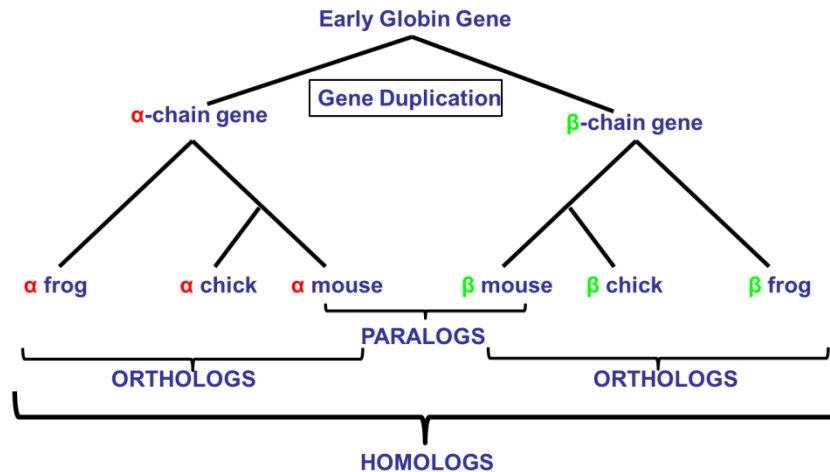 Early Globin Gene
Gene Duplication
α-chain gene
β-chain gene
α frog
α chick
α mouse
β mouse
β chick
β frog
PARALOGS
ORTHOLOGS
ORTHOLOGS
HOMOLOGS